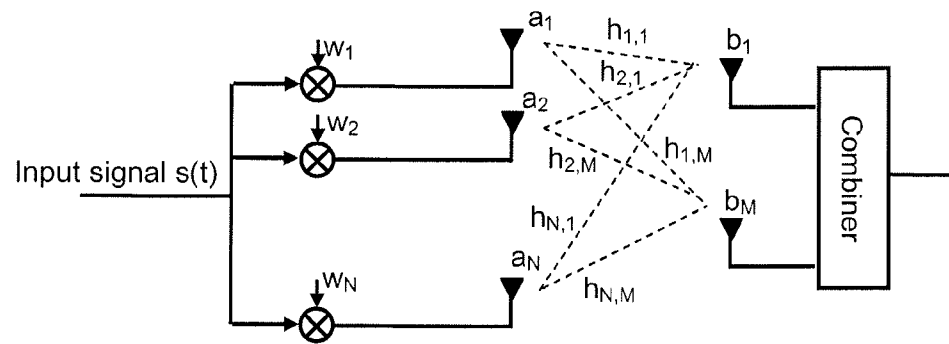 Input signal s(t)
w1
w2
wN
a1
a2
aN
h1,1
h2,1
h2,M
h1,M
hN,1
hN,M
b1
bM
Combiner